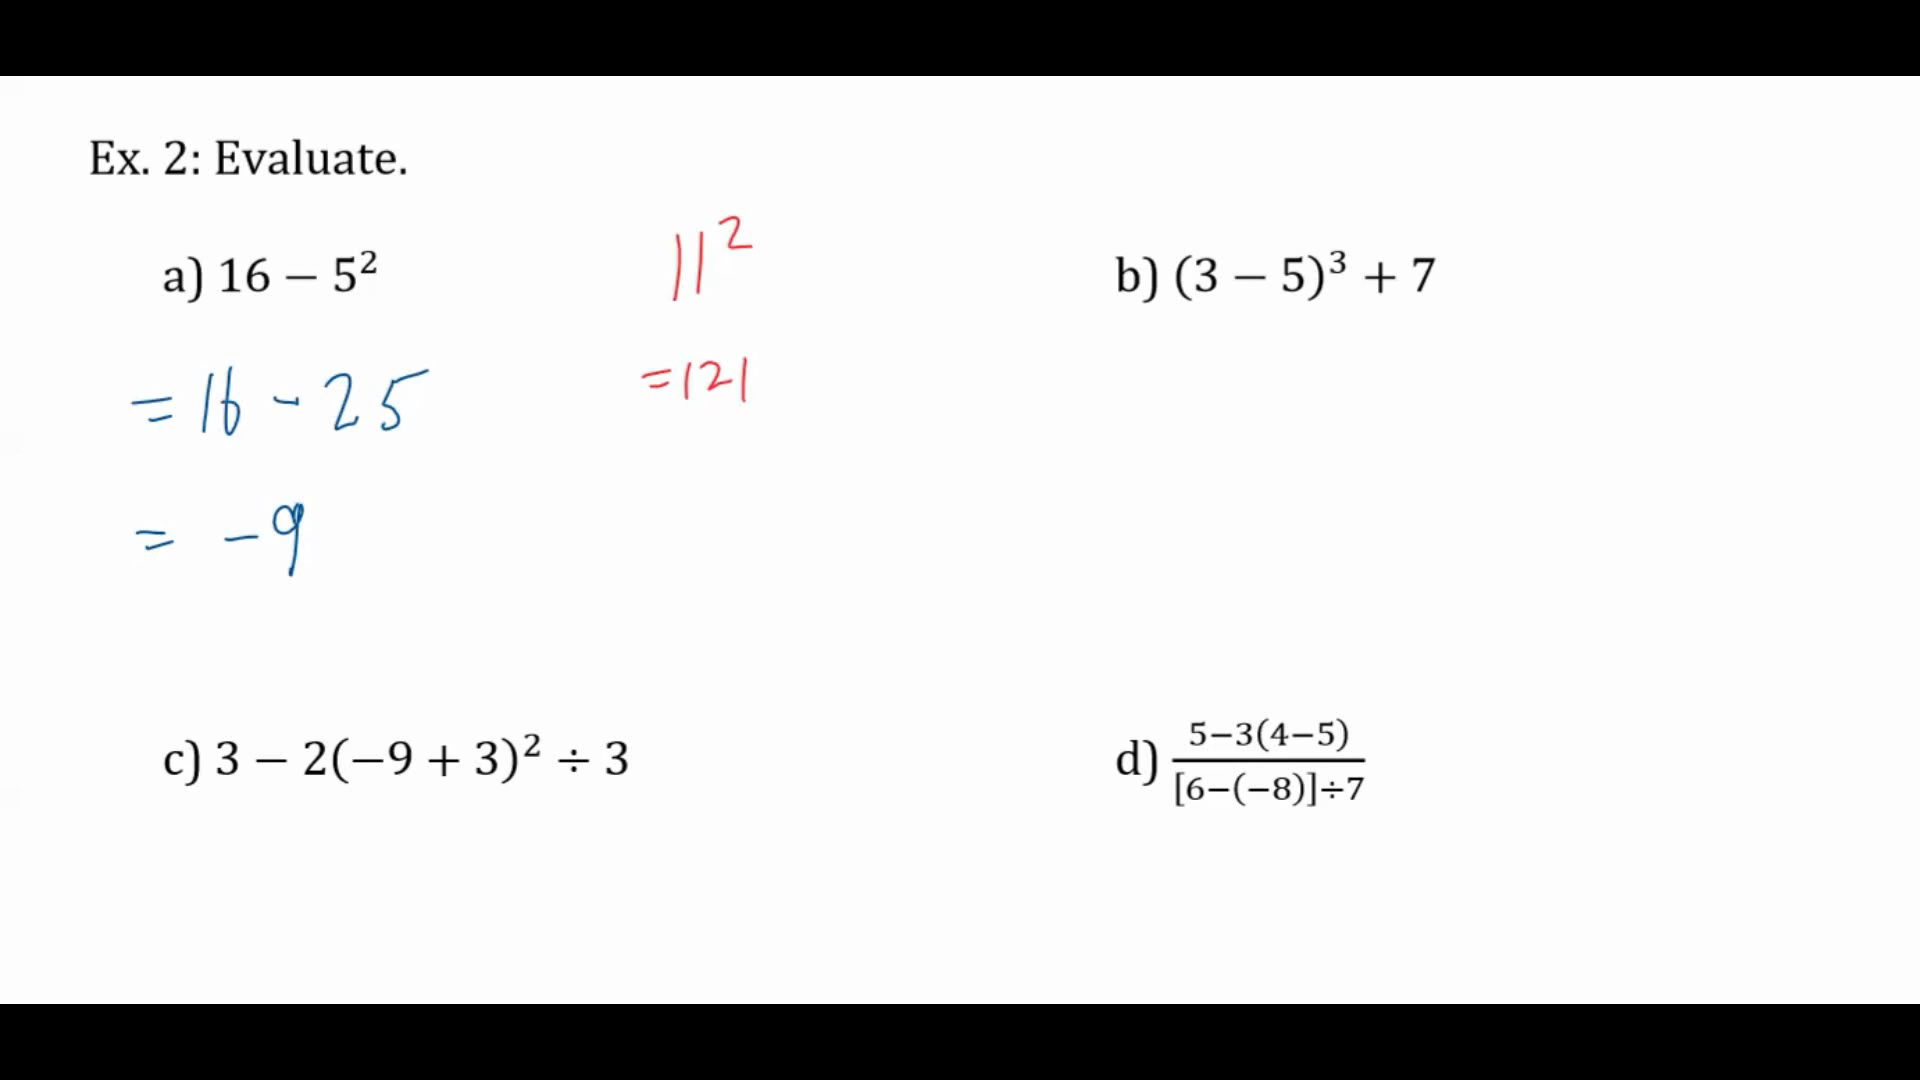 Ex. 2: Evaluate.
a) 16 − 5²
11²
b) (3 − 5)³ + 7
= 16 - 25
= 121
= -9
c) 3 − 2(−9 + 3)² ÷ 3
d) 5−3(4−5)
[6−(−8)]÷7